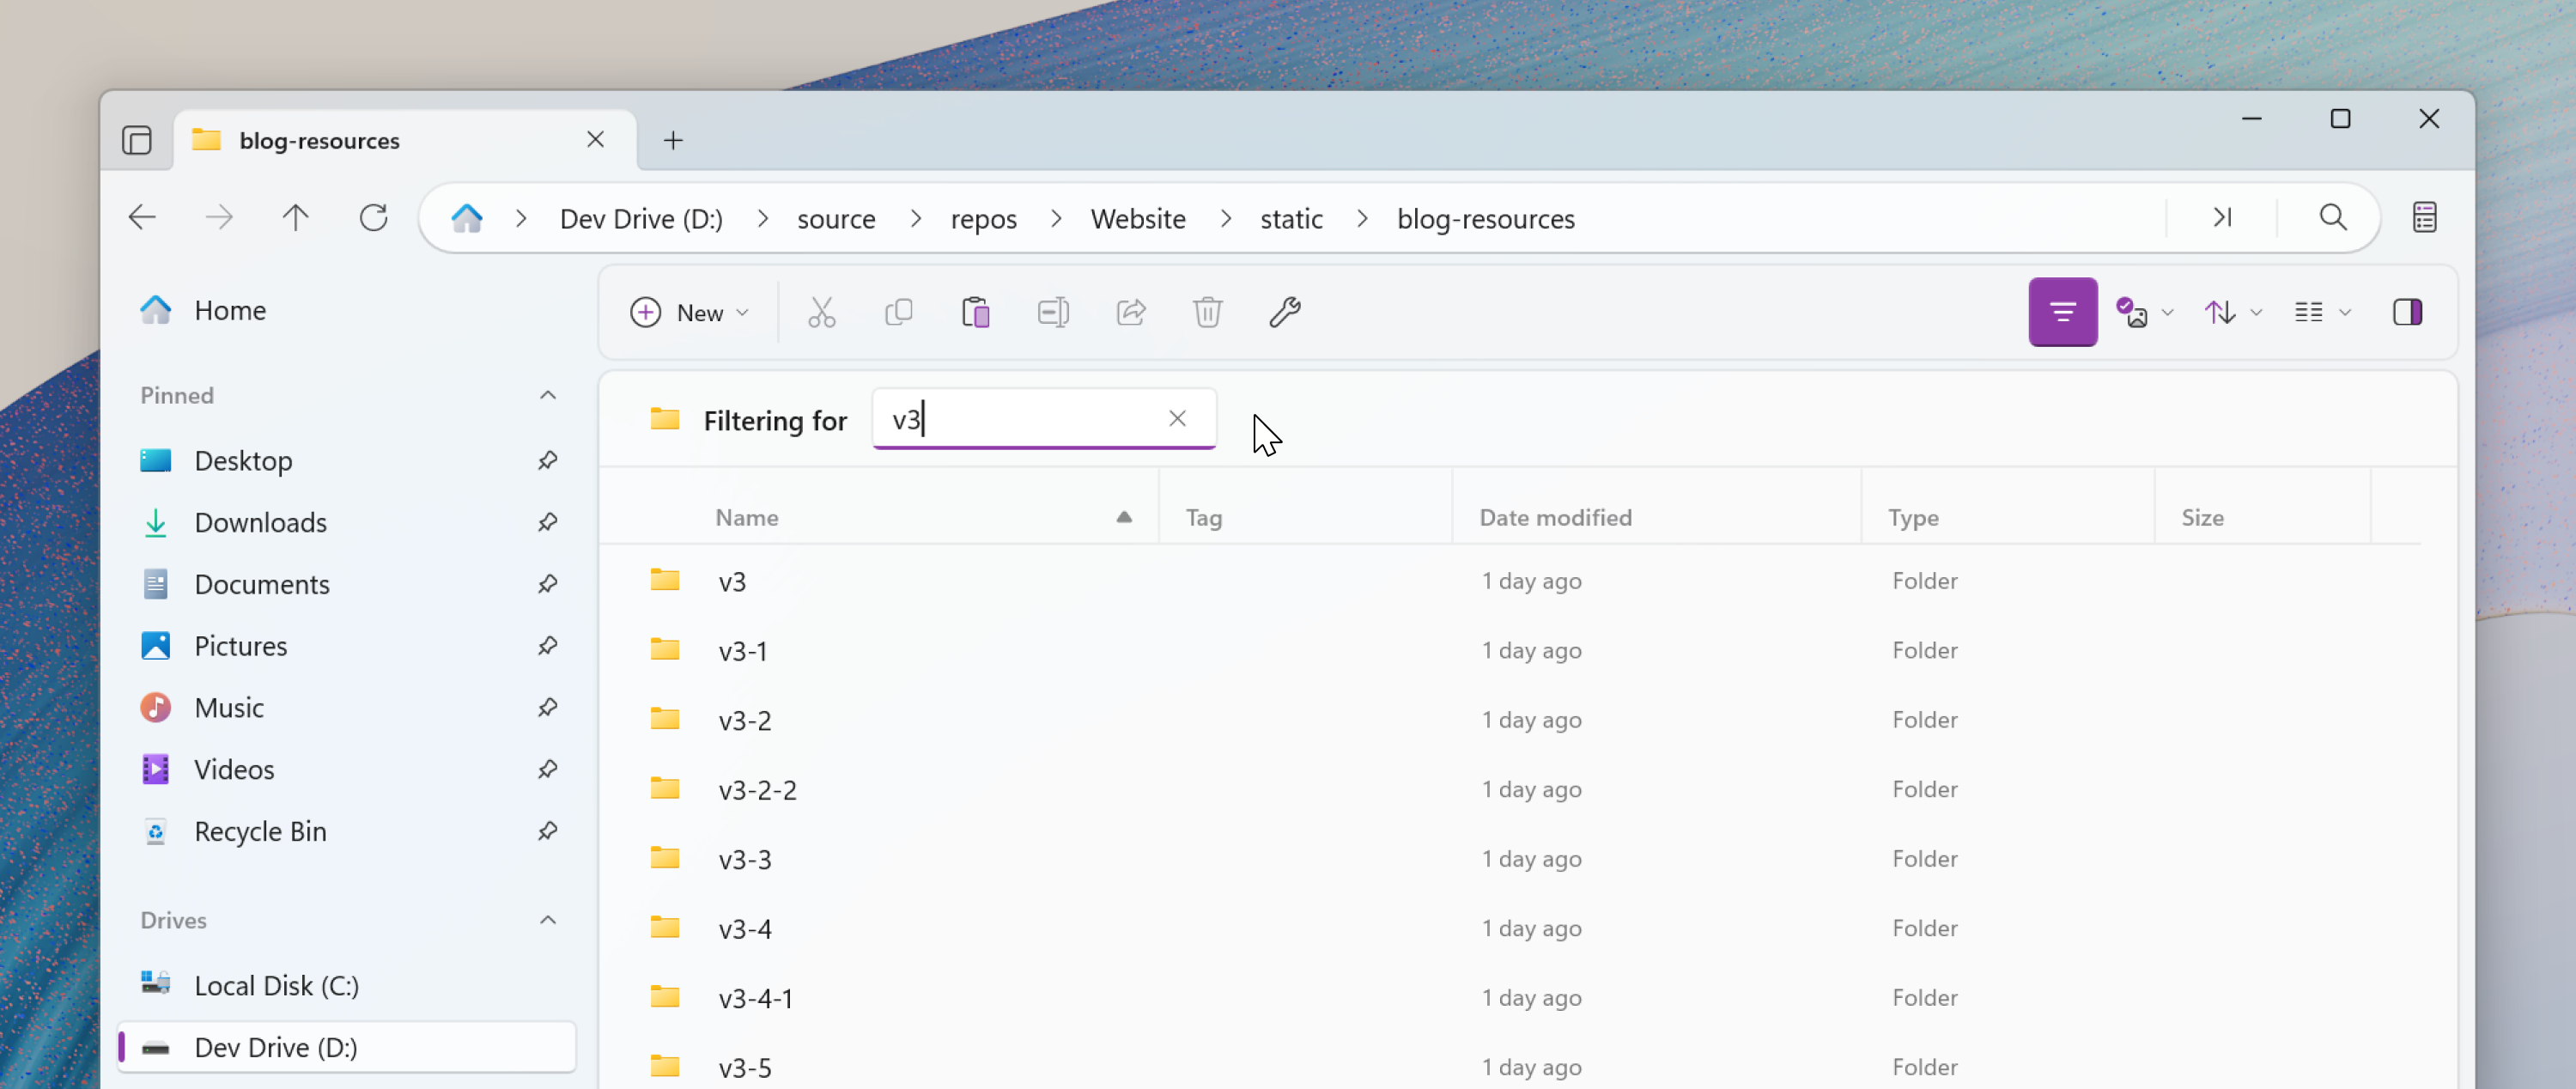 blog-resources
Dev Drive (D:) source repos Website static blog-resources
Home
New
Pinned
Filtering for v3
Desktop
Downloads
Documents
Pictures
Music
Videos
Recycle Bin
Drives
Local Disk (C:)
Dev Drive (D:)
Name Tag Date modified Type Size
v3 1 day ago Folder
v3-1 1 day ago Folder
v3-2 1 day ago Folder
v3-2-2 1 day ago Folder
v3-3 1 day ago Folder
v3-4 1 day ago Folder
v3-4-1 1 day ago Folder
v3-5 1 day ago Folder